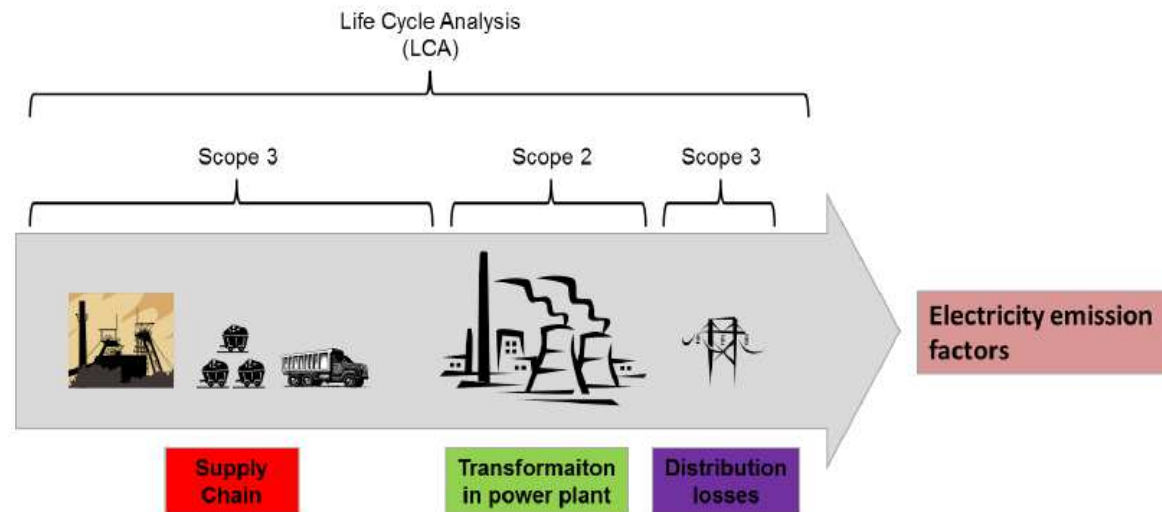 Life Cycle Analysis
(LCA)
Scope 3
Scope 2
Scope 3
Electricity emission
factors
Supply
Chain
Transformaiton
in power plant
Distribution
losses